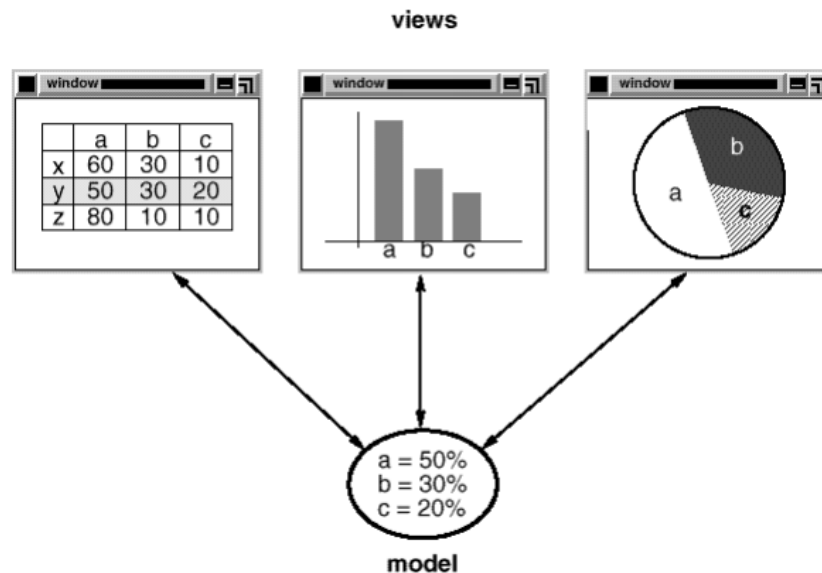 views
window
window
window
a b c
x 60 30 10
y 50 30 20
z 80 10 10
a b c
b
a
c
a = 50%
b = 30%
c = 20%
model